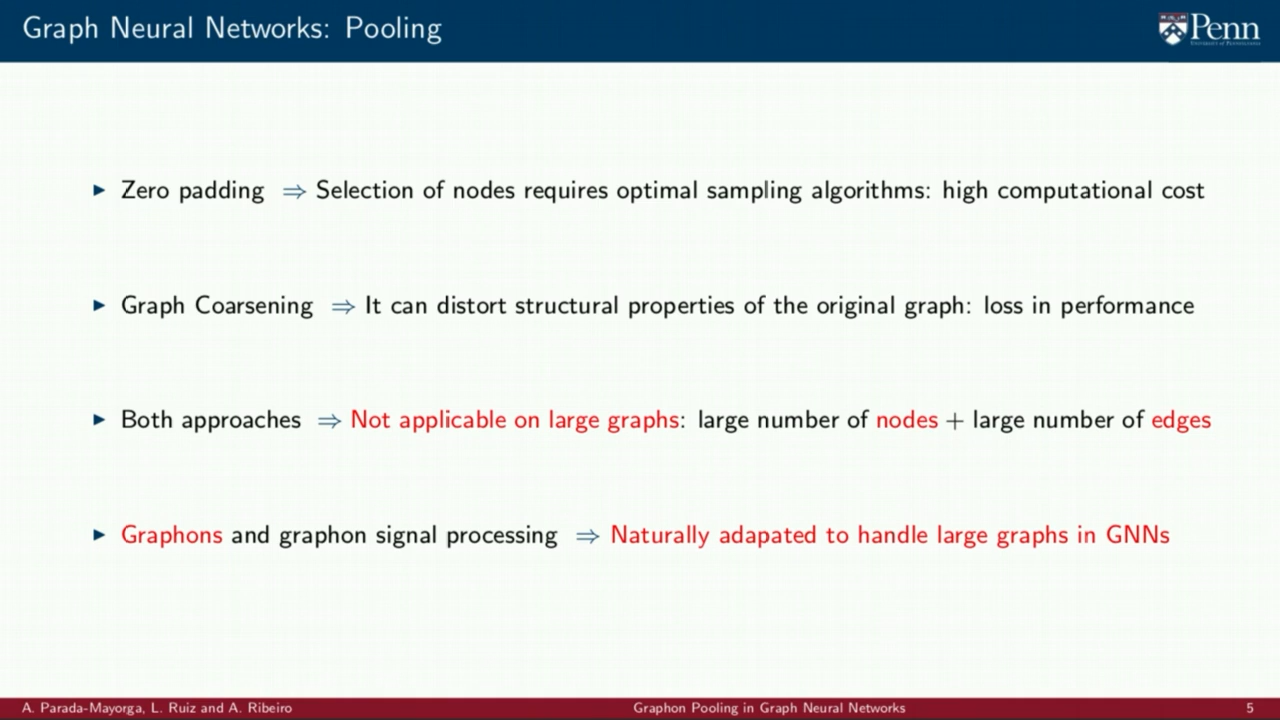 Graph Neural Networks: Pooling
Penn
University of Pennsylvania
▶ Zero padding ⇒ Selection of nodes requires optimal sampling algorithms: high computational cost
▶ Graph Coarsening ⇒ It can distort structural properties of the original graph: loss in performance
▶ Both approaches ⇒ Not applicable on large graphs: large number of nodes + large number of edges
▶ Graphons and graphon signal processing ⇒ Naturally adapated to handle large graphs in GNNs
A. Parada-Mayorga, L. Ruiz and A. Ribeiro
Graphon Pooling in Graph Neural Networks
5